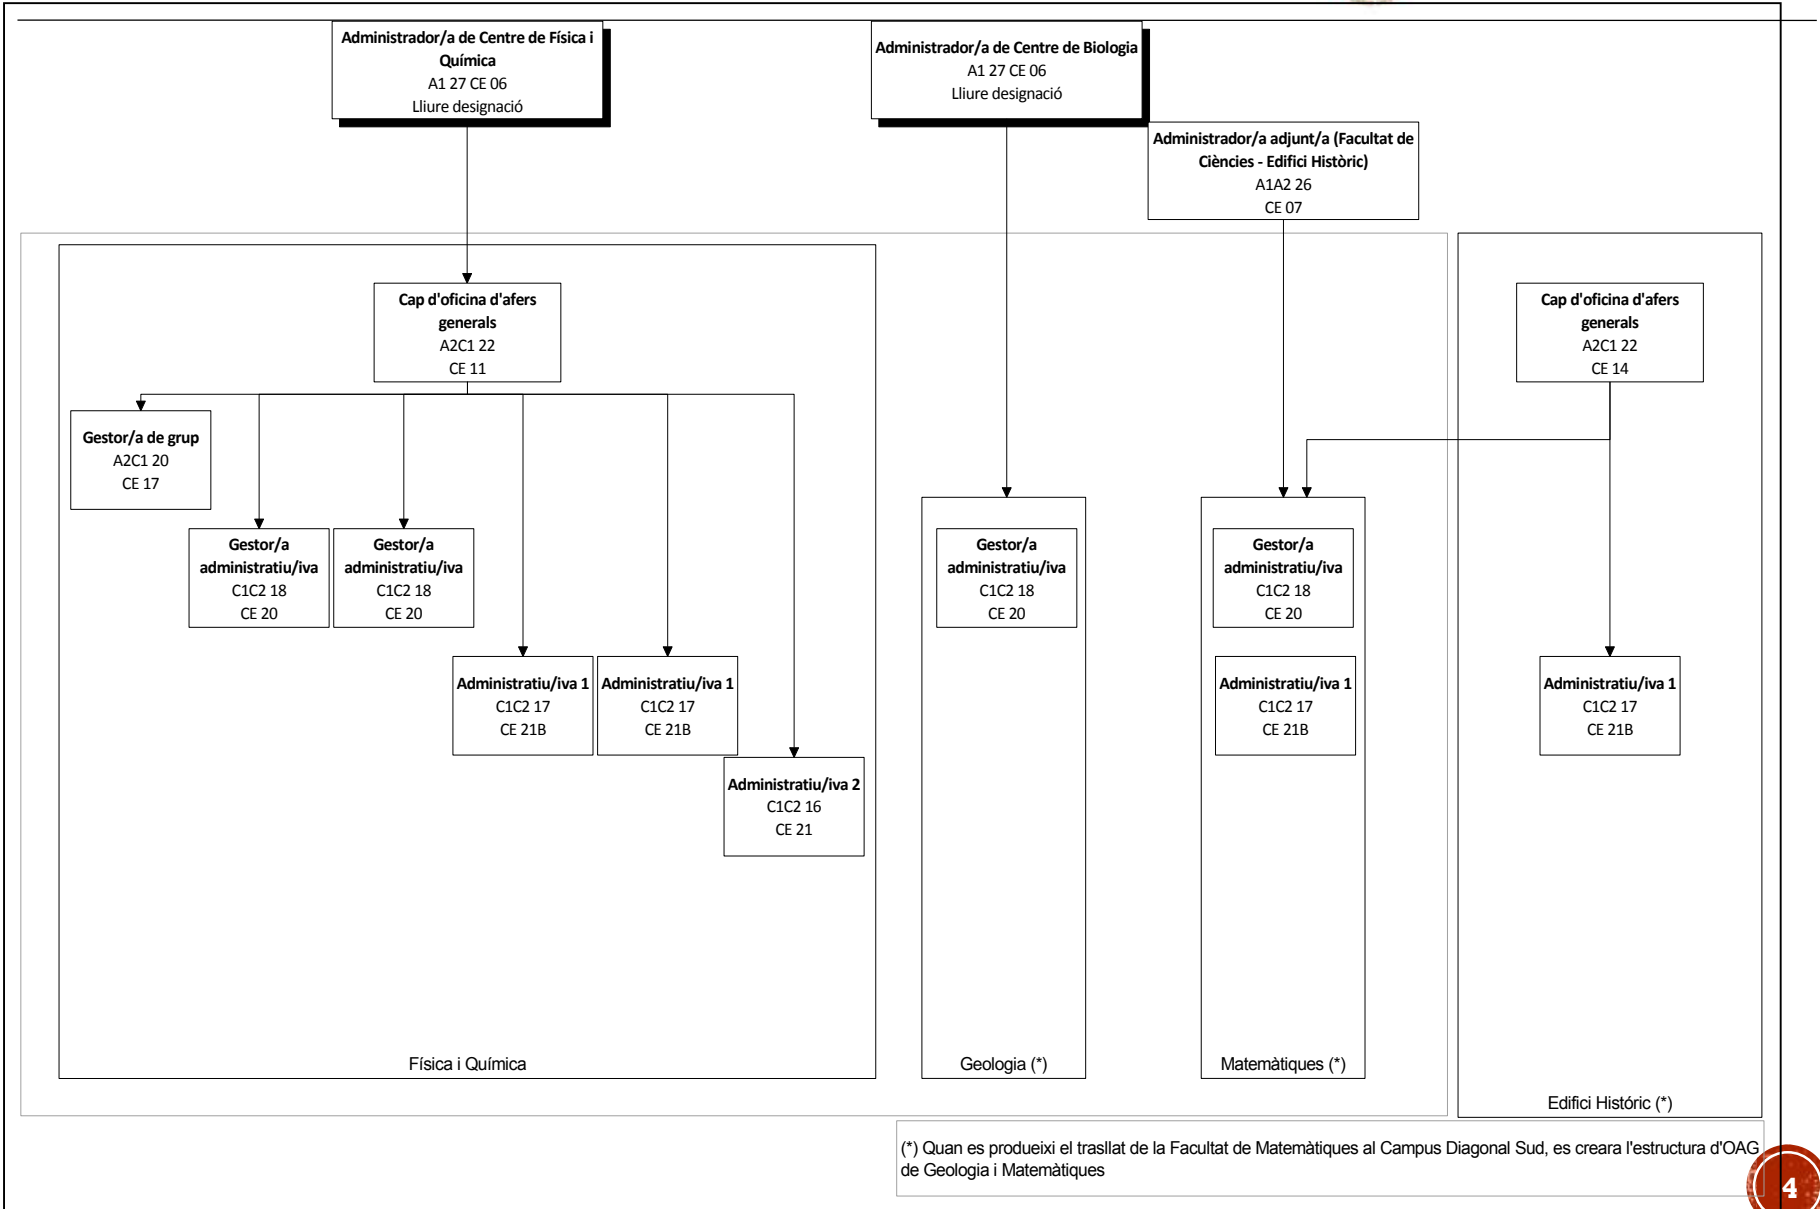 Administrador/a de Centre de Física i
Química
A1 27 CE 06
Lliure designació
Administrador/a de Centre de Biologia
A1 27 CE 06
Lliure designació
Administrador/a adjunt/a (Facultat de
Ciències - Edifici Històric)
A1A2 26
CE 07
Cap d'oficina d'afers
generals
A2C1 22
CE 11
Cap d'oficina d'afers
generals
A2C1 22
CE 14
Gestor/a de grup
A2C1 20
CE 17
Gestor/a
administratiu/iva
C1C2 18
CE 20
Gestor/a
administratiu/iva
C1C2 18
CE 20
Gestor/a
administratiu/iva
C1C2 18
CE 20
Gestor/a
administratiu/iva
C1C2 18
CE 20
Administratiu/iva 1
C1C2 17
CE 21B
Administratiu/iva 1
C1C2 17
CE 21B
Administratiu/iva 1
C1C2 17
CE 21B
Administratiu/iva 1
C1C2 17
CE 21B
Administratiu/iva 2
C1C2 16
CE 21
Física i Química
Geologia (*)
Matemàtiques (*)
Edifici Históric (*)
(*) Quan es produeixi el trasllat de la Facultat de Matemàtiques al Campus Diagonal Sud, es creara l'estructura d'OAG
de Geologia i Matemàtiques
4